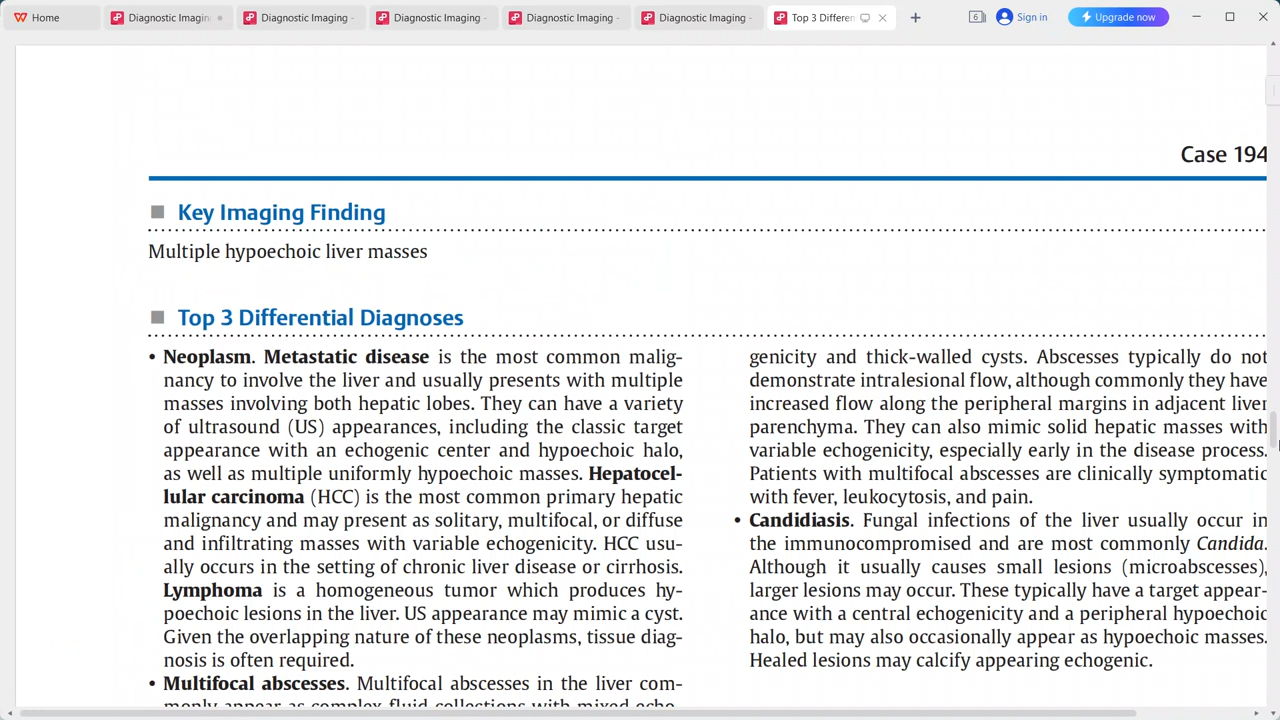 Home
Diagnostic Imaging
Diagnostic Imaging -
Diagnostic Imaging -
Diagnostic Imaging -
Diagnostic Imaging -
Top 3 Differen
6
Sign in
Upgrade now
Case 194
Key Imaging Finding
Multiple hypoechoic liver masses
Top 3 Differential Diagnoses
• Neoplasm. Metastatic disease is the most common malig-
nancy to involve the liver and usually presents with multiple
masses involving both hepatic lobes. They can have a variety
of ultrasound (US) appearances, including the classic target
appearance with an echogenic center and hypoechoic halo,
as well as multiple uniformly hypoechoic masses. Hepatocel-
lular carcinoma (HCC) is the most common primary hepatic
malignancy and may present as solitary, multifocal, or diffuse
and infiltrating masses with variable echogenicity. HCC usu-
ally occurs in the setting of chronic liver disease or cirrhosis.
Lymphoma is a homogeneous tumor which produces hy-
poechoic lesions in the liver. US appearance may mimic a cyst.
Given the overlapping nature of these neoplasms, tissue diag-
nosis is often required.
• Multifocal abscesses. Multifocal abscesses in the liver com-
monly appear as complex fluid collections with mixed echo-
genicity and thick-walled cysts. Abscesses typically do not
demonstrate intralesional flow, although commonly they have
increased flow along the peripheral margins in adjacent liver
parenchyma. They can also mimic solid hepatic masses with
variable echogenicity, especially early in the disease process.
Patients with multifocal abscesses are clinically symptomatic
with fever, leukocytosis, and pain.
• Candidiasis. Fungal infections of the liver usually occur in
the immunocompromised and are most commonly Candida.
Although it usually causes small lesions (microabscesses),
larger lesions may occur. These typically have a target appear-
ance with a central echogenicity and a peripheral hypoechoic
halo, but may also occasionally appear as hypoechoic masses.
Healed lesions may calcify appearing echogenic.